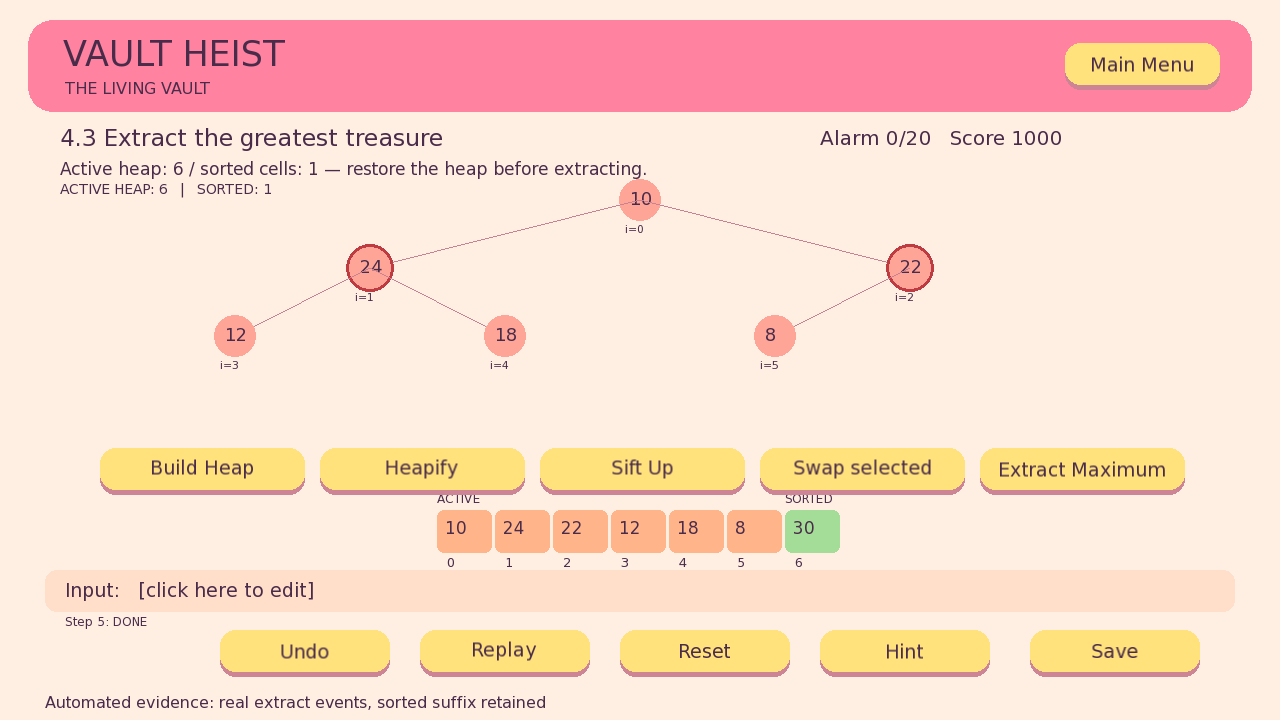 VAULT HEIST
THE LIVING VAULT
Main Menu
4.3 Extract the greatest treasure
Alarm 0/20   Score 1000
Active heap: 6 / sorted cells: 1 — restore the heap before extracting.
ACTIVE HEAP: 6   |   SORTED: 1
10
i=0
24
22
i=1
i=2
12
18
8
i=3
i=4
i=5
Build Heap
Heapify
Sift Up
Swap selected
Extract Maximum
ACTIVE
SORTED
10 24 22 12 18 8 30
0 1 2 3 4 5 6
Input:   [click here to edit]
Step 5: DONE
Undo
Replay
Reset
Hint
Save
Automated evidence: real extract events, sorted suffix retained